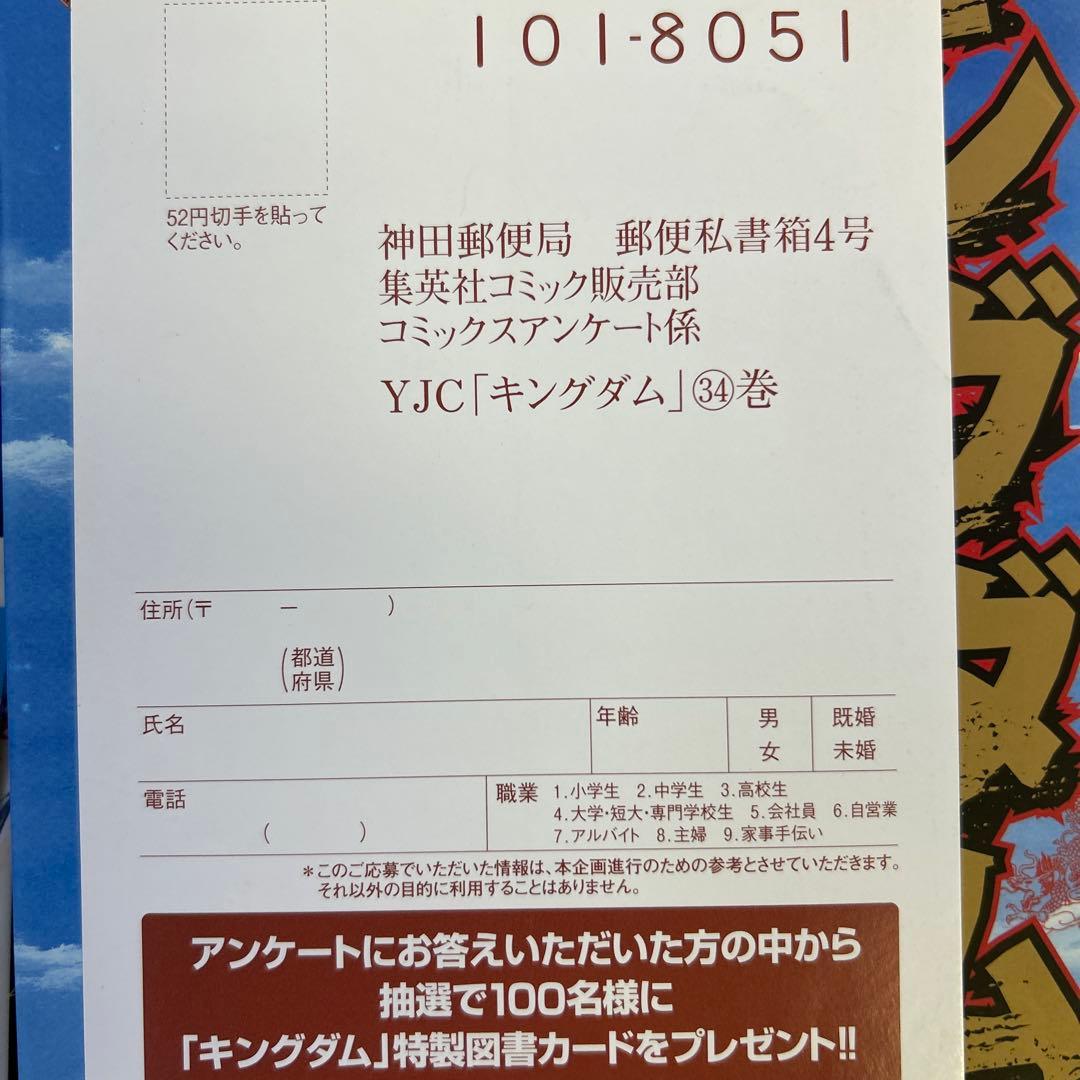 101-8051
52円切手を貼って
ください。
神田郵便局 郵便私書箱4号
集英社コミック販売部
コミックスアンケート係
YJC「キングダム」㉞巻
住所(〒 － )
(都道
府県)
氏名
年齢
男
女
既婚
未婚
電話
( )
職業 1.小学生 2.中学生 3.高校生
4.大学・短大・専門学校生 5.会社員 6.自営業
7.アルバイト 8.主婦 9.家事手伝い
＊このご応募でいただいた情報は、本企画進行のための参考とさせていただきます。
それ以外の目的に利用することはありません。
アンケートにお答えいただいた方の中から
抽選で100名様に
「キングダム」特製図書カードをプレゼント!!